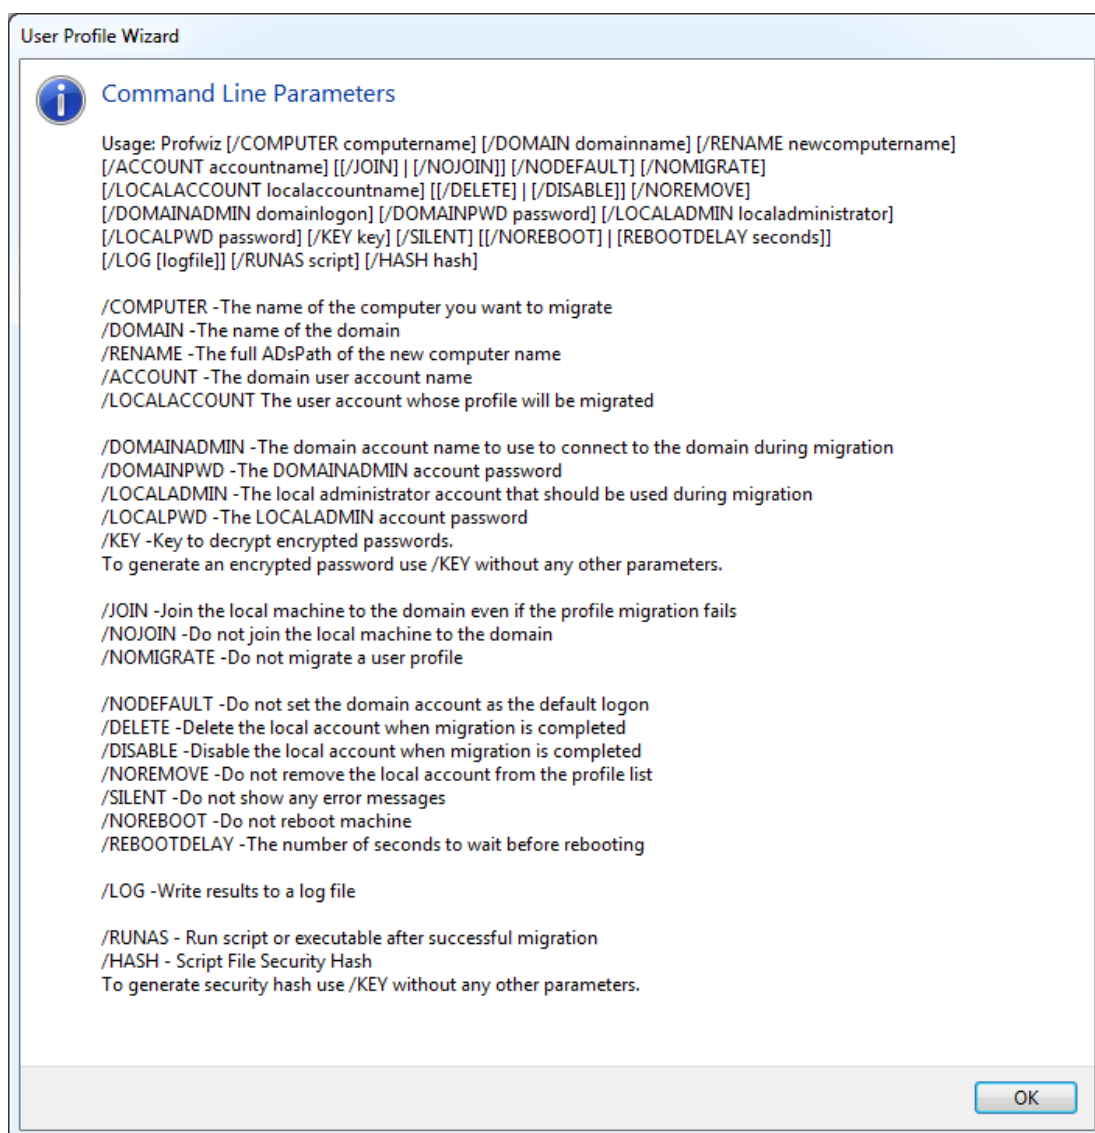 User Profile Wizard
Command Line Parameters
Usage: Profwiz [/COMPUTER computername] [/DOMAIN domainname] [/RENAME newcomputername]
[/ACCOUNT accountname] [[/JOIN] | [/NOJOIN]] [/NODEFAULT] [/NOMIGRATE]
[/LOCALACCOUNT localaccountname] [[/DELETE] | [/DISABLE]] [/NOREMOVE]
[/DOMAINADMIN domainlogon] [/DOMAINPWD password] [/LOCALADMIN localadministrator]
[/LOCALPWD password] [/KEY key] [/SILENT] [[/NOREBOOT] | [REBOOTDELAY seconds]]
[/LOG [logfile]] [/RUNAS script] [/HASH hash]
/COMPUTER -The name of the computer you want to migrate
/DOMAIN -The name of the domain
/RENAME -The full ADsPath of the new computer name
/ACCOUNT -The domain user account name
/LOCALACCOUNT The user account whose profile will be migrated
/DOMAINADMIN -The domain account name to use to connect to the domain during migration
/DOMAINPWD -The DOMAINADMIN account password
/LOCALADMIN -The local administrator account that should be used during migration
/LOCALPWD -The LOCALADMIN account password
/KEY -Key to decrypt encrypted passwords.
To generate an encrypted password use /KEY without any other parameters.
/JOIN -Join the local machine to the domain even if the profile migration fails
/NOJOIN -Do not join the local machine to the domain
/NOMIGRATE -Do not migrate a user profile
/NODEFAULT -Do not set the domain account as the default logon
/DELETE -Delete the local account when migration is completed
/DISABLE -Disable the local account when migration is completed
/NOREMOVE -Do not remove the local account from the profile list
/SILENT -Do not show any error messages
/NOREBOOT -Do not reboot machine
/REBOOTDELAY -The number of seconds to wait before rebooting
/LOG -Write results to a log file
/RUNAS - Run script or executable after successful migration
/HASH - Script File Security Hash
To generate security hash use /KEY without any other parameters.
OK